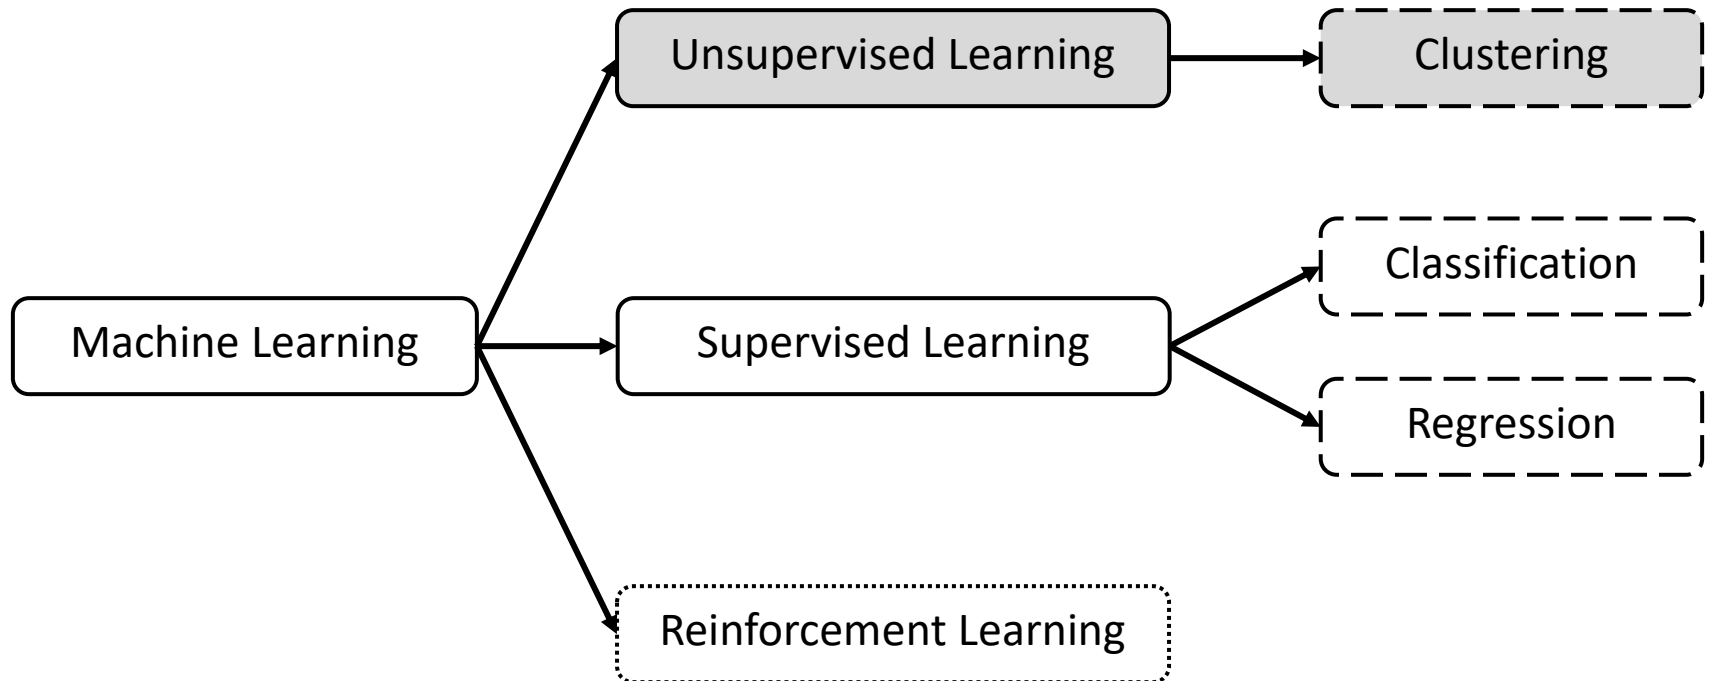 Unsupervised Learning
Clustering
Classification
Machine Learning
Supervised Learning
Regression
Reinforcement Learning